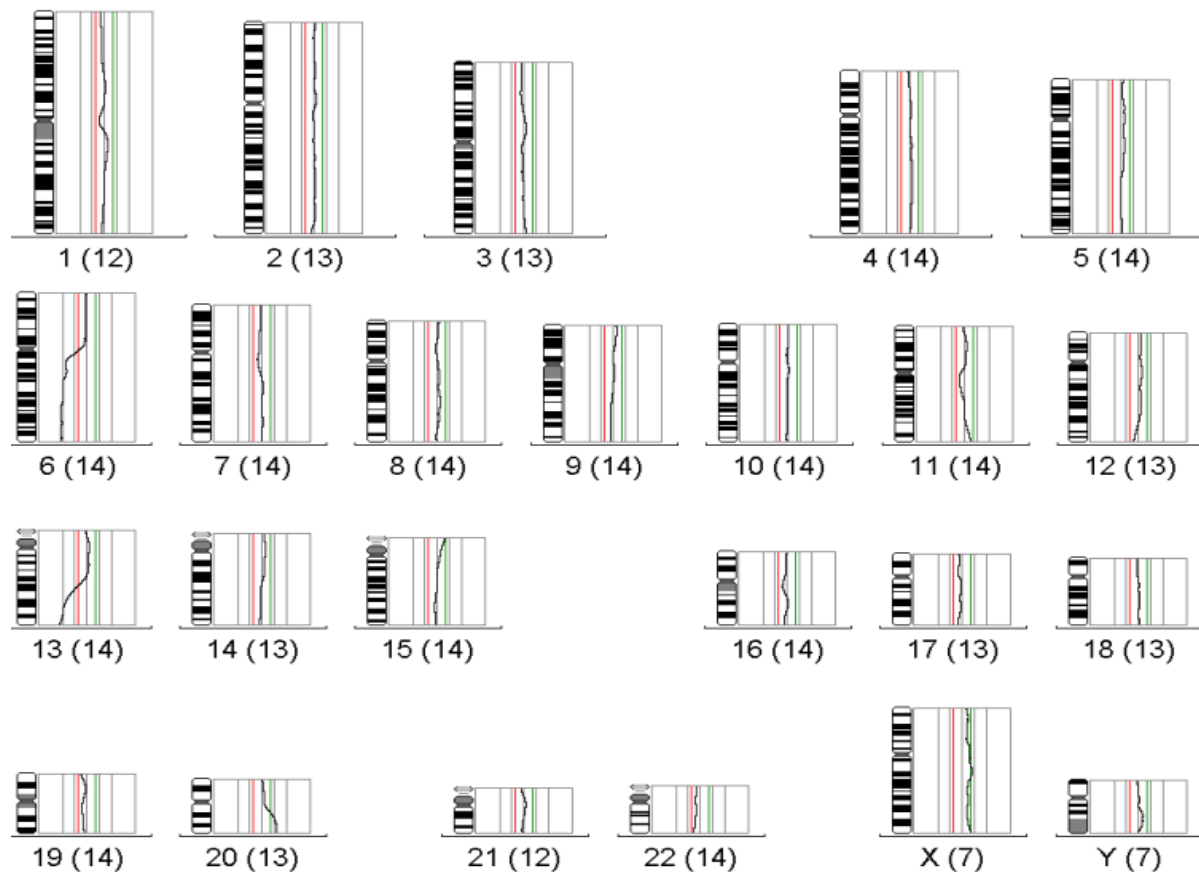 1 (12) 2 (13) 3 (13) 4 (14) 5 (14)
6 (14) 7 (14) 8 (14) 9 (14) 10 (14) 11 (14) 12 (13)
13 (14) 14 (13) 15 (14) 16 (14) 17 (13) 18 (13)
19 (14) 20 (13) 21 (12) 22 (14) X (7) Y (7)